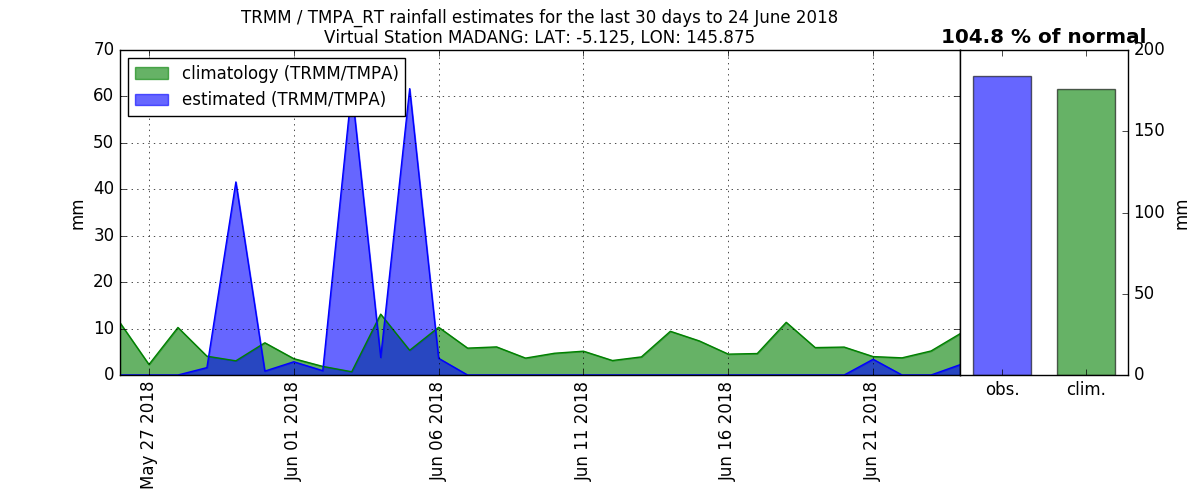 TRMM / TMPA_RT rainfall estimates for the last 30 days to 24 June 2018
Virtual Station MADANG: LAT: -5.125, LON: 145.875
104.8 % of normal
climatology (TRMM/TMPA)
estimated (TRMM/TMPA)
mm
70
60
50
40
30
20
10
0
May 27 2018
Jun 01 2018
Jun 06 2018
Jun 11 2018
Jun 16 2018
Jun 21 2018
obs.
clim.
200
150
100
50
0
mm